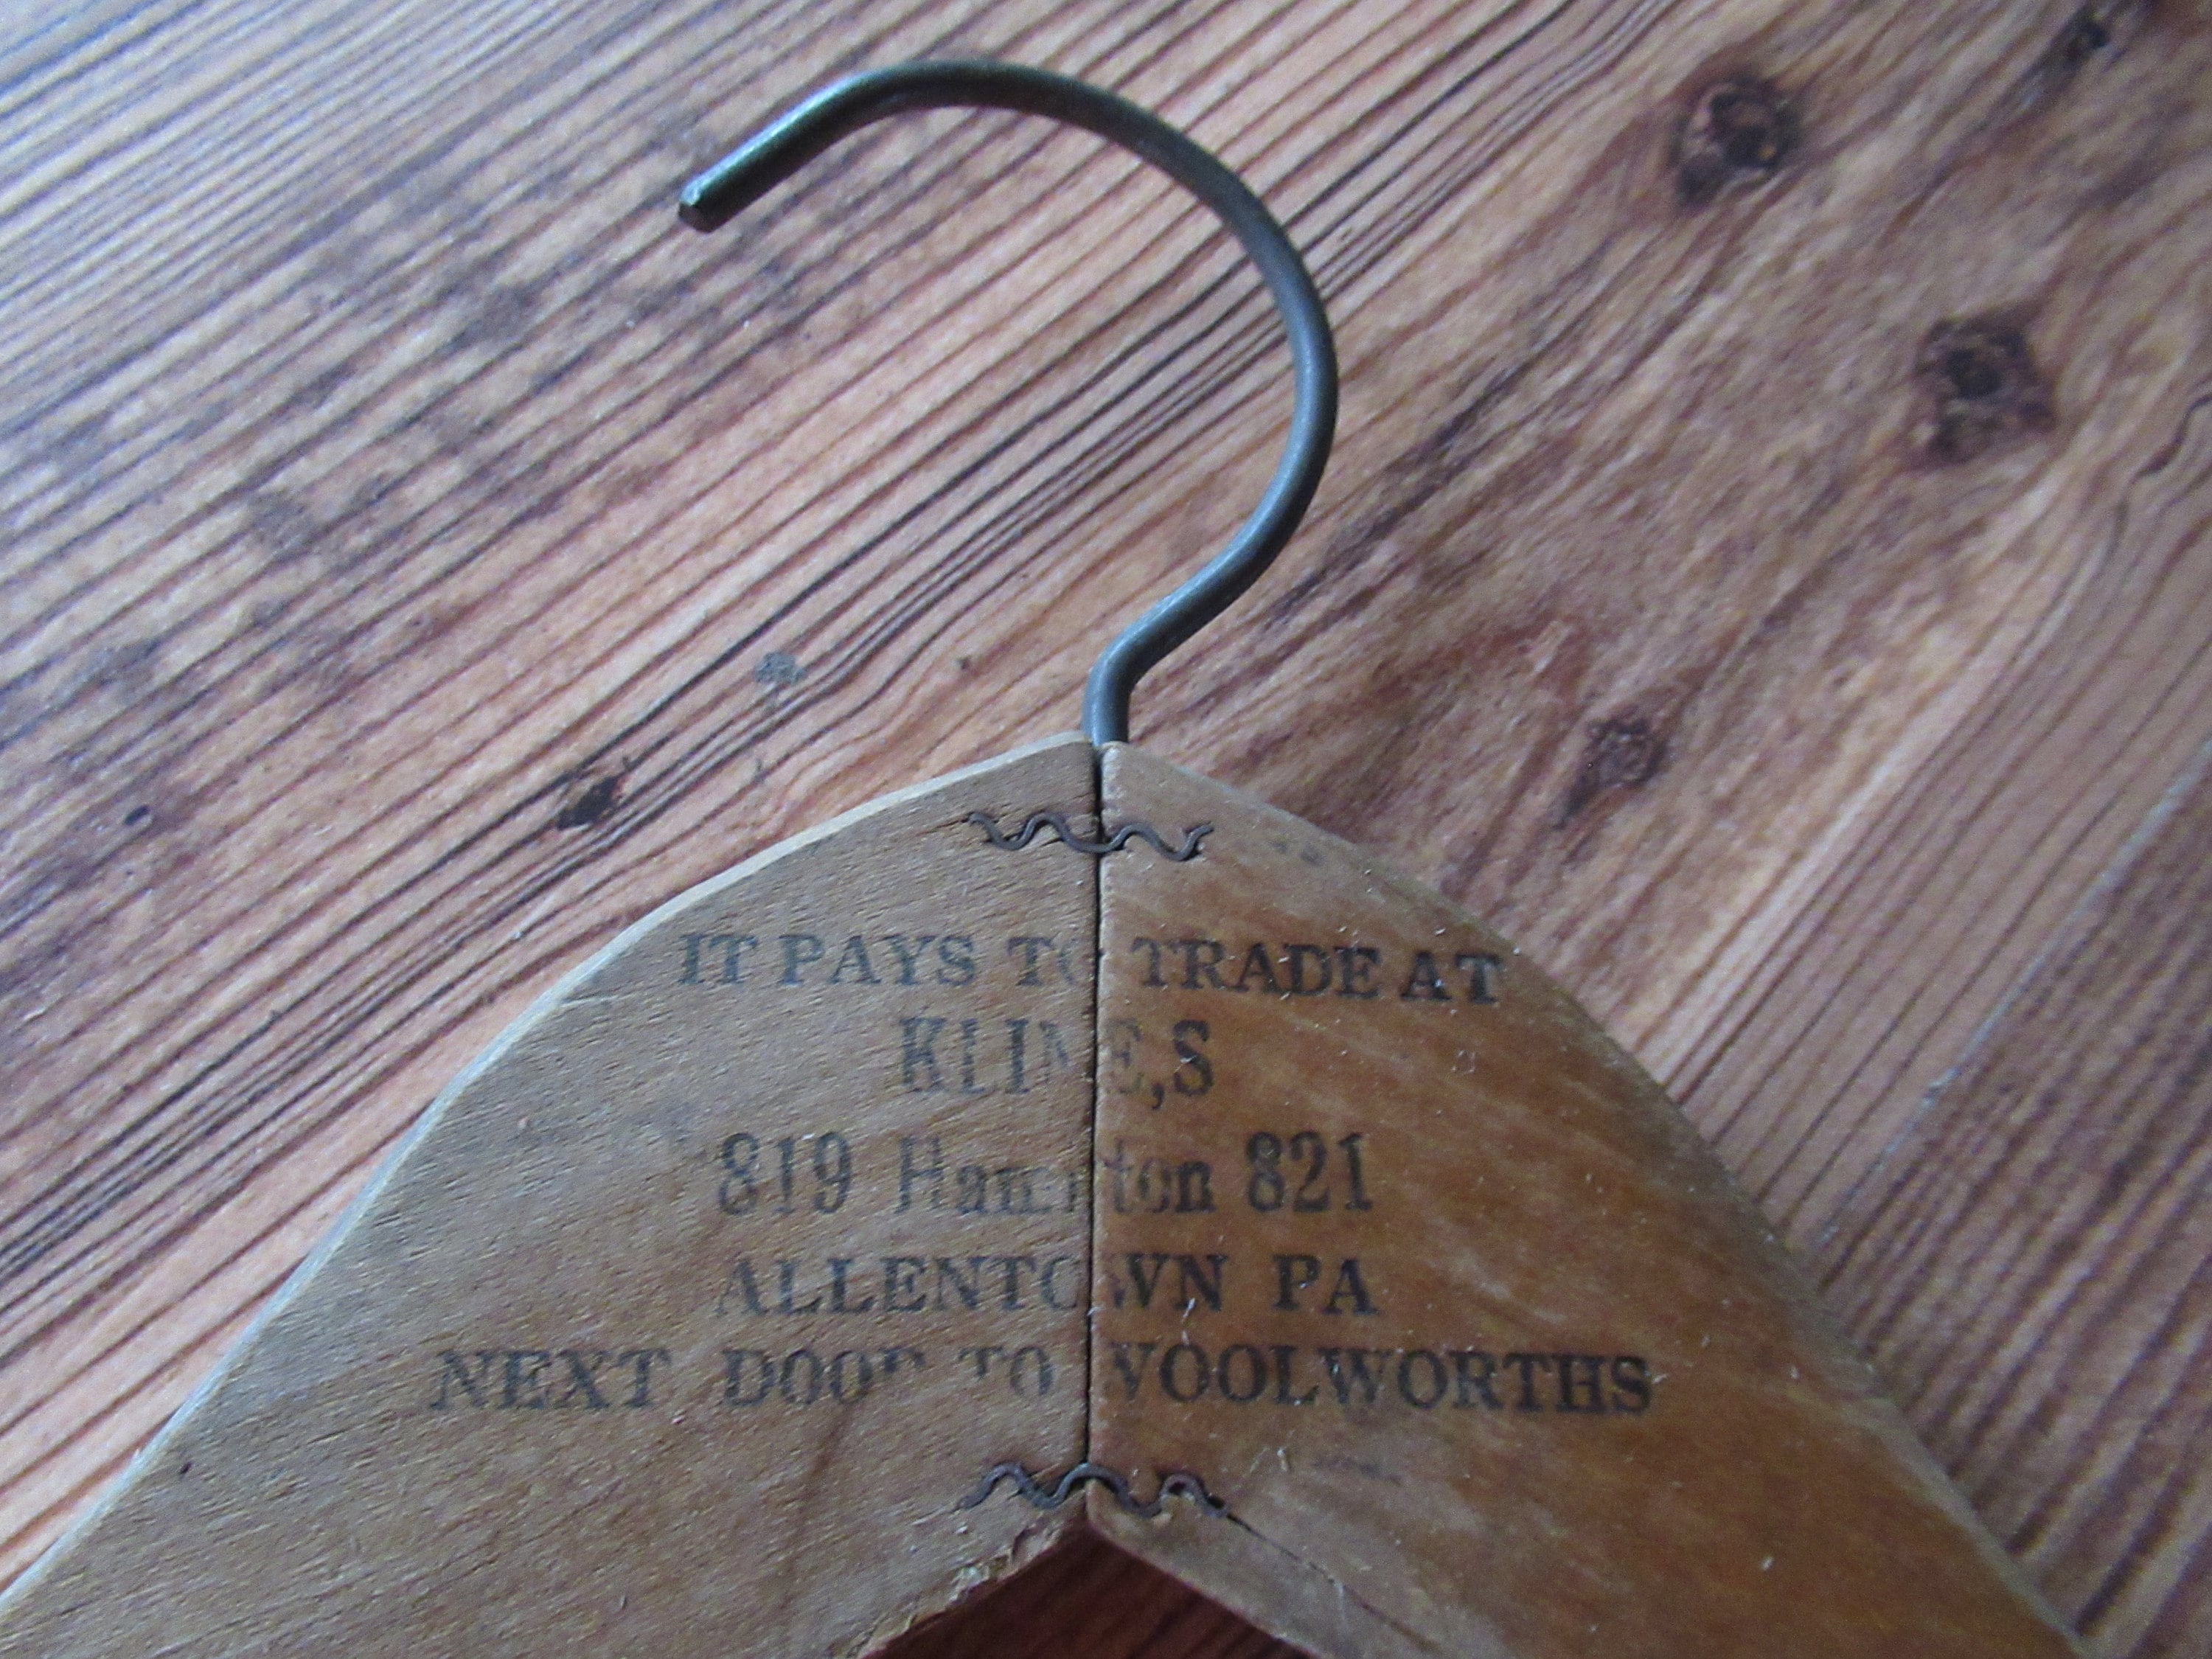 IT PAYS TO TRADE AT
KLINE,S
819 Hamilton 821
ALLENTOWN PA
NEXT DOOR TO WOOLWORTHS